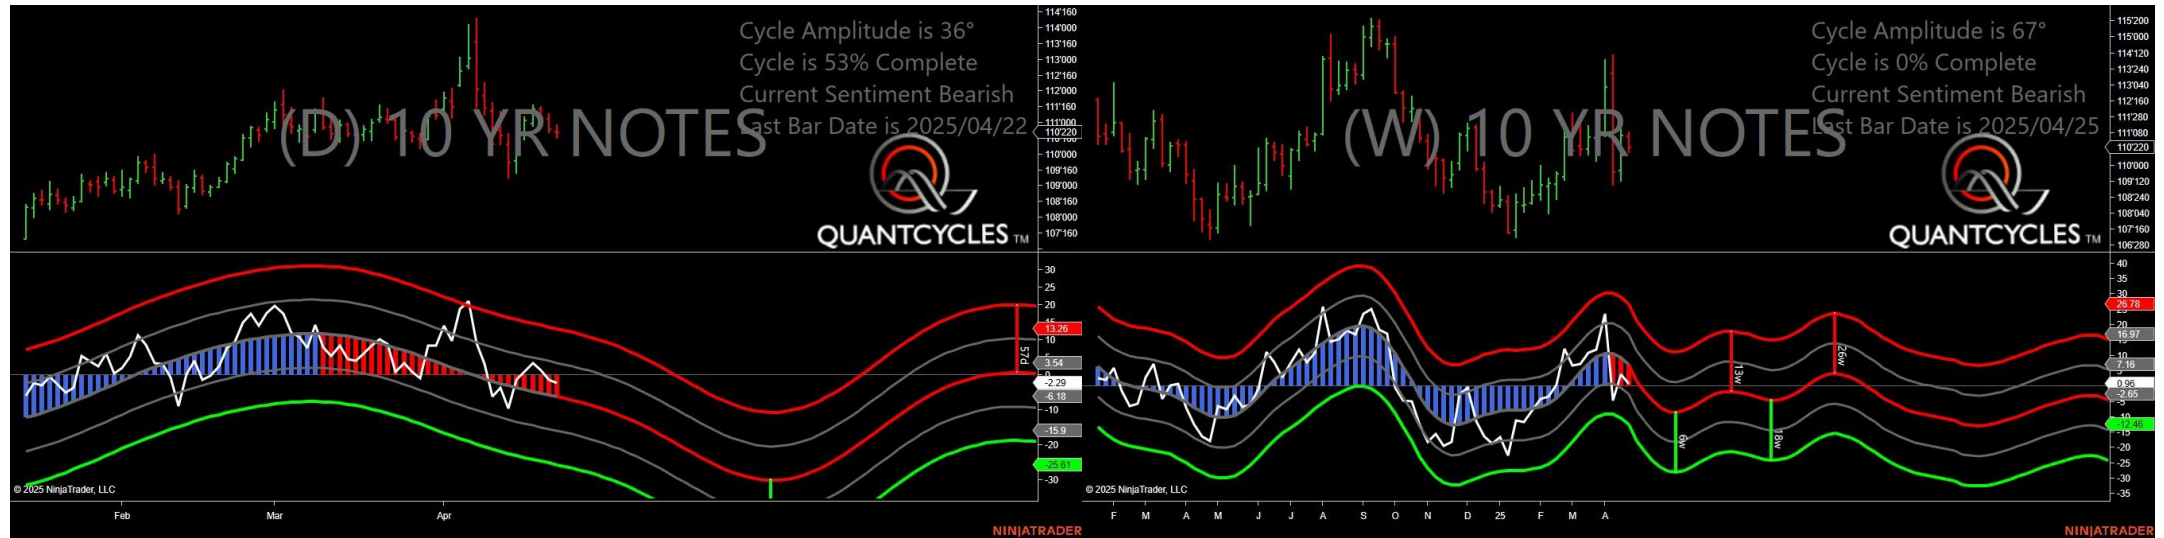 Cycle Amplitude is 36°
Cycle is 53% Complete
Current Sentiment Bearish
Last Bar Date is 2025/04/22
(D) 10 YR NOTES
QUANTCYCLES TM
114'160
114'000
113'160
113'000
112'160
112'000
111'160
111'000
110'220
110'000
109'160
109'000
108'160
108'000
107'160
30
25
20
13.26
10
3.54
0
-2.29
-6.18
-10
-15.9
-20
-25.61
-30
57d
© 2025 NinjaTrader, LLC
Feb
Mar
Apr
NINJATRADER
Cycle Amplitude is 67°
Cycle is 0% Complete
Current Sentiment Bearish
Last Bar Date is 2025/04/25
(W) 10 YR NOTES
QUANTCYCLES TM
115'200
115'000
114'120
113'240
113'040
112'160
111'280
111'080
110'220
110'000
109'120
108'240
108'040
107'160
106'280
40
35
30
26.78
20
16.97
10
7.16
0.96
-2.65
-5
-12.46
-15
-20
-25
-30
-35
13w
26w
6w
18w
© 2025 NinjaTrader, LLC
F M A M J J A S O N D 25 F M A
NINJATRADER